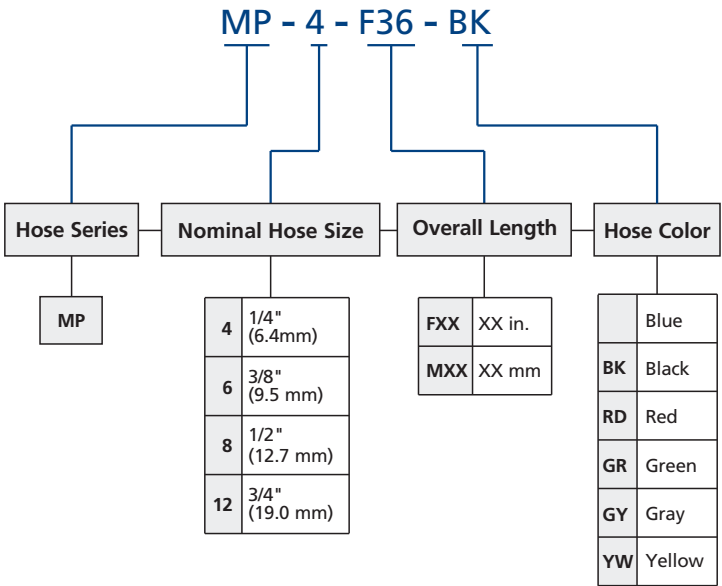 MP - 4 - F36 - BK
Hose Series
Nominal Hose Size
Overall Length
Hose Color
MP
4 1/4"
(6.4mm)
6 3/8"
(9.5 mm)
8 1/2"
(12.7 mm)
12 3/4"
(19.0 mm)
FXX XX in.
MXX XX mm
Blue
BK Black
RD Red
GR Green
GY Gray
YW Yellow